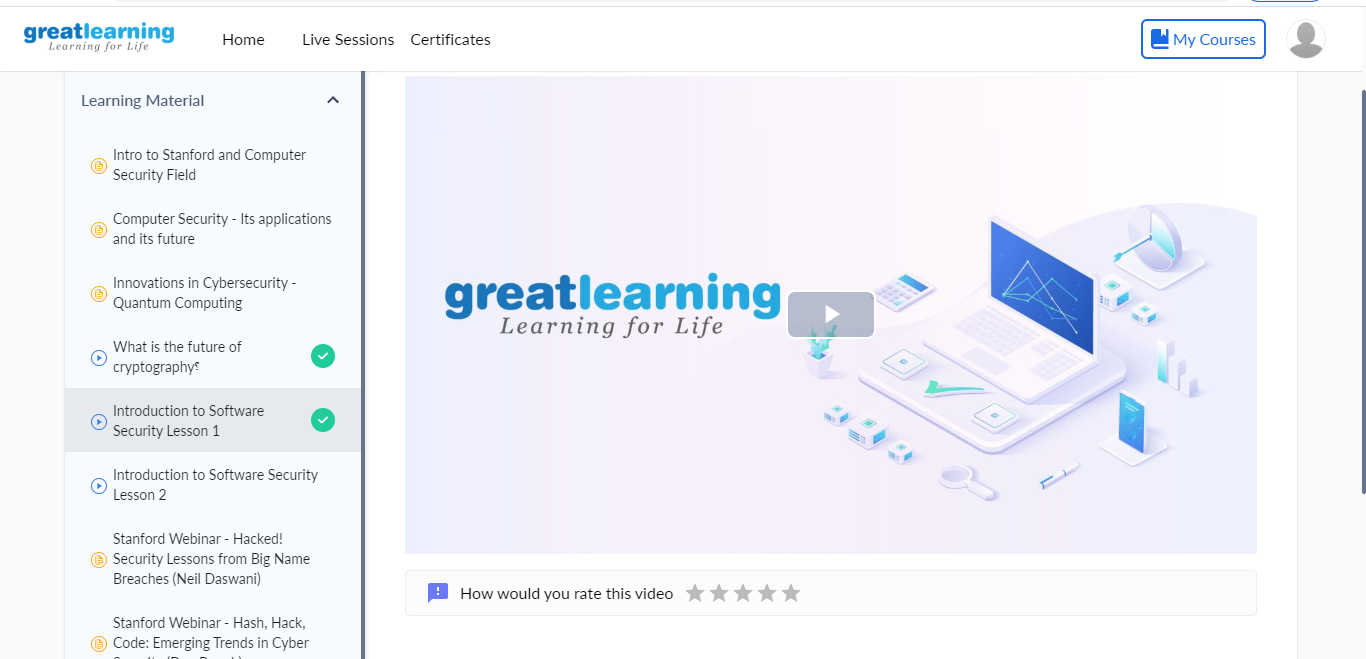 greatlearning
Learning for Life
Home
Live Sessions
Certificates
My Courses
Learning Material
Intro to Stanford and Computer
Security Field
Computer Security - Its applications
and its future
Innovations in Cybersecurity -
Quantum Computing
What is the future of
cryptography?
Introduction to Software
Security Lesson 1
Introduction to Software Security
Lesson 2
Stanford Webinar - Hacked!
Security Lessons from Big Name
Breaches (Neil Daswani)
Stanford Webinar - Hash, Hack,
Code: Emerging Trends in Cyber
greatlearning
Learning for Life
How would you rate this video